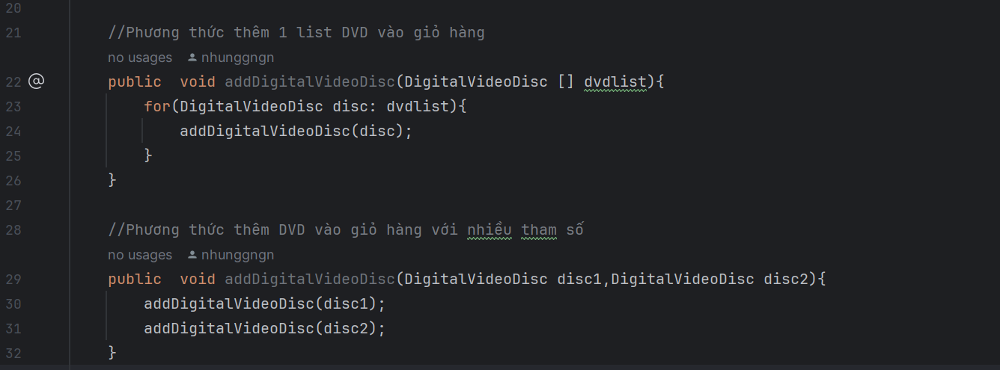 20
21 //Phương thức thêm 1 list DVD vào giỏ hàng
no usages nhunggngn
22 @ public  void addDigitalVideoDisc(DigitalVideoDisc [] dvdlist){
23 for(DigitalVideoDisc disc: dvdlist){
24 addDigitalVideoDisc(disc);
25 }
26 }
27
28 //Phương thức thêm DVD vào giỏ hàng với nhiều tham số
no usages nhunggngn
29 public  void addDigitalVideoDisc(DigitalVideoDisc disc1,DigitalVideoDisc disc2){
30 addDigitalVideoDisc(disc1);
31 addDigitalVideoDisc(disc2);
32 }